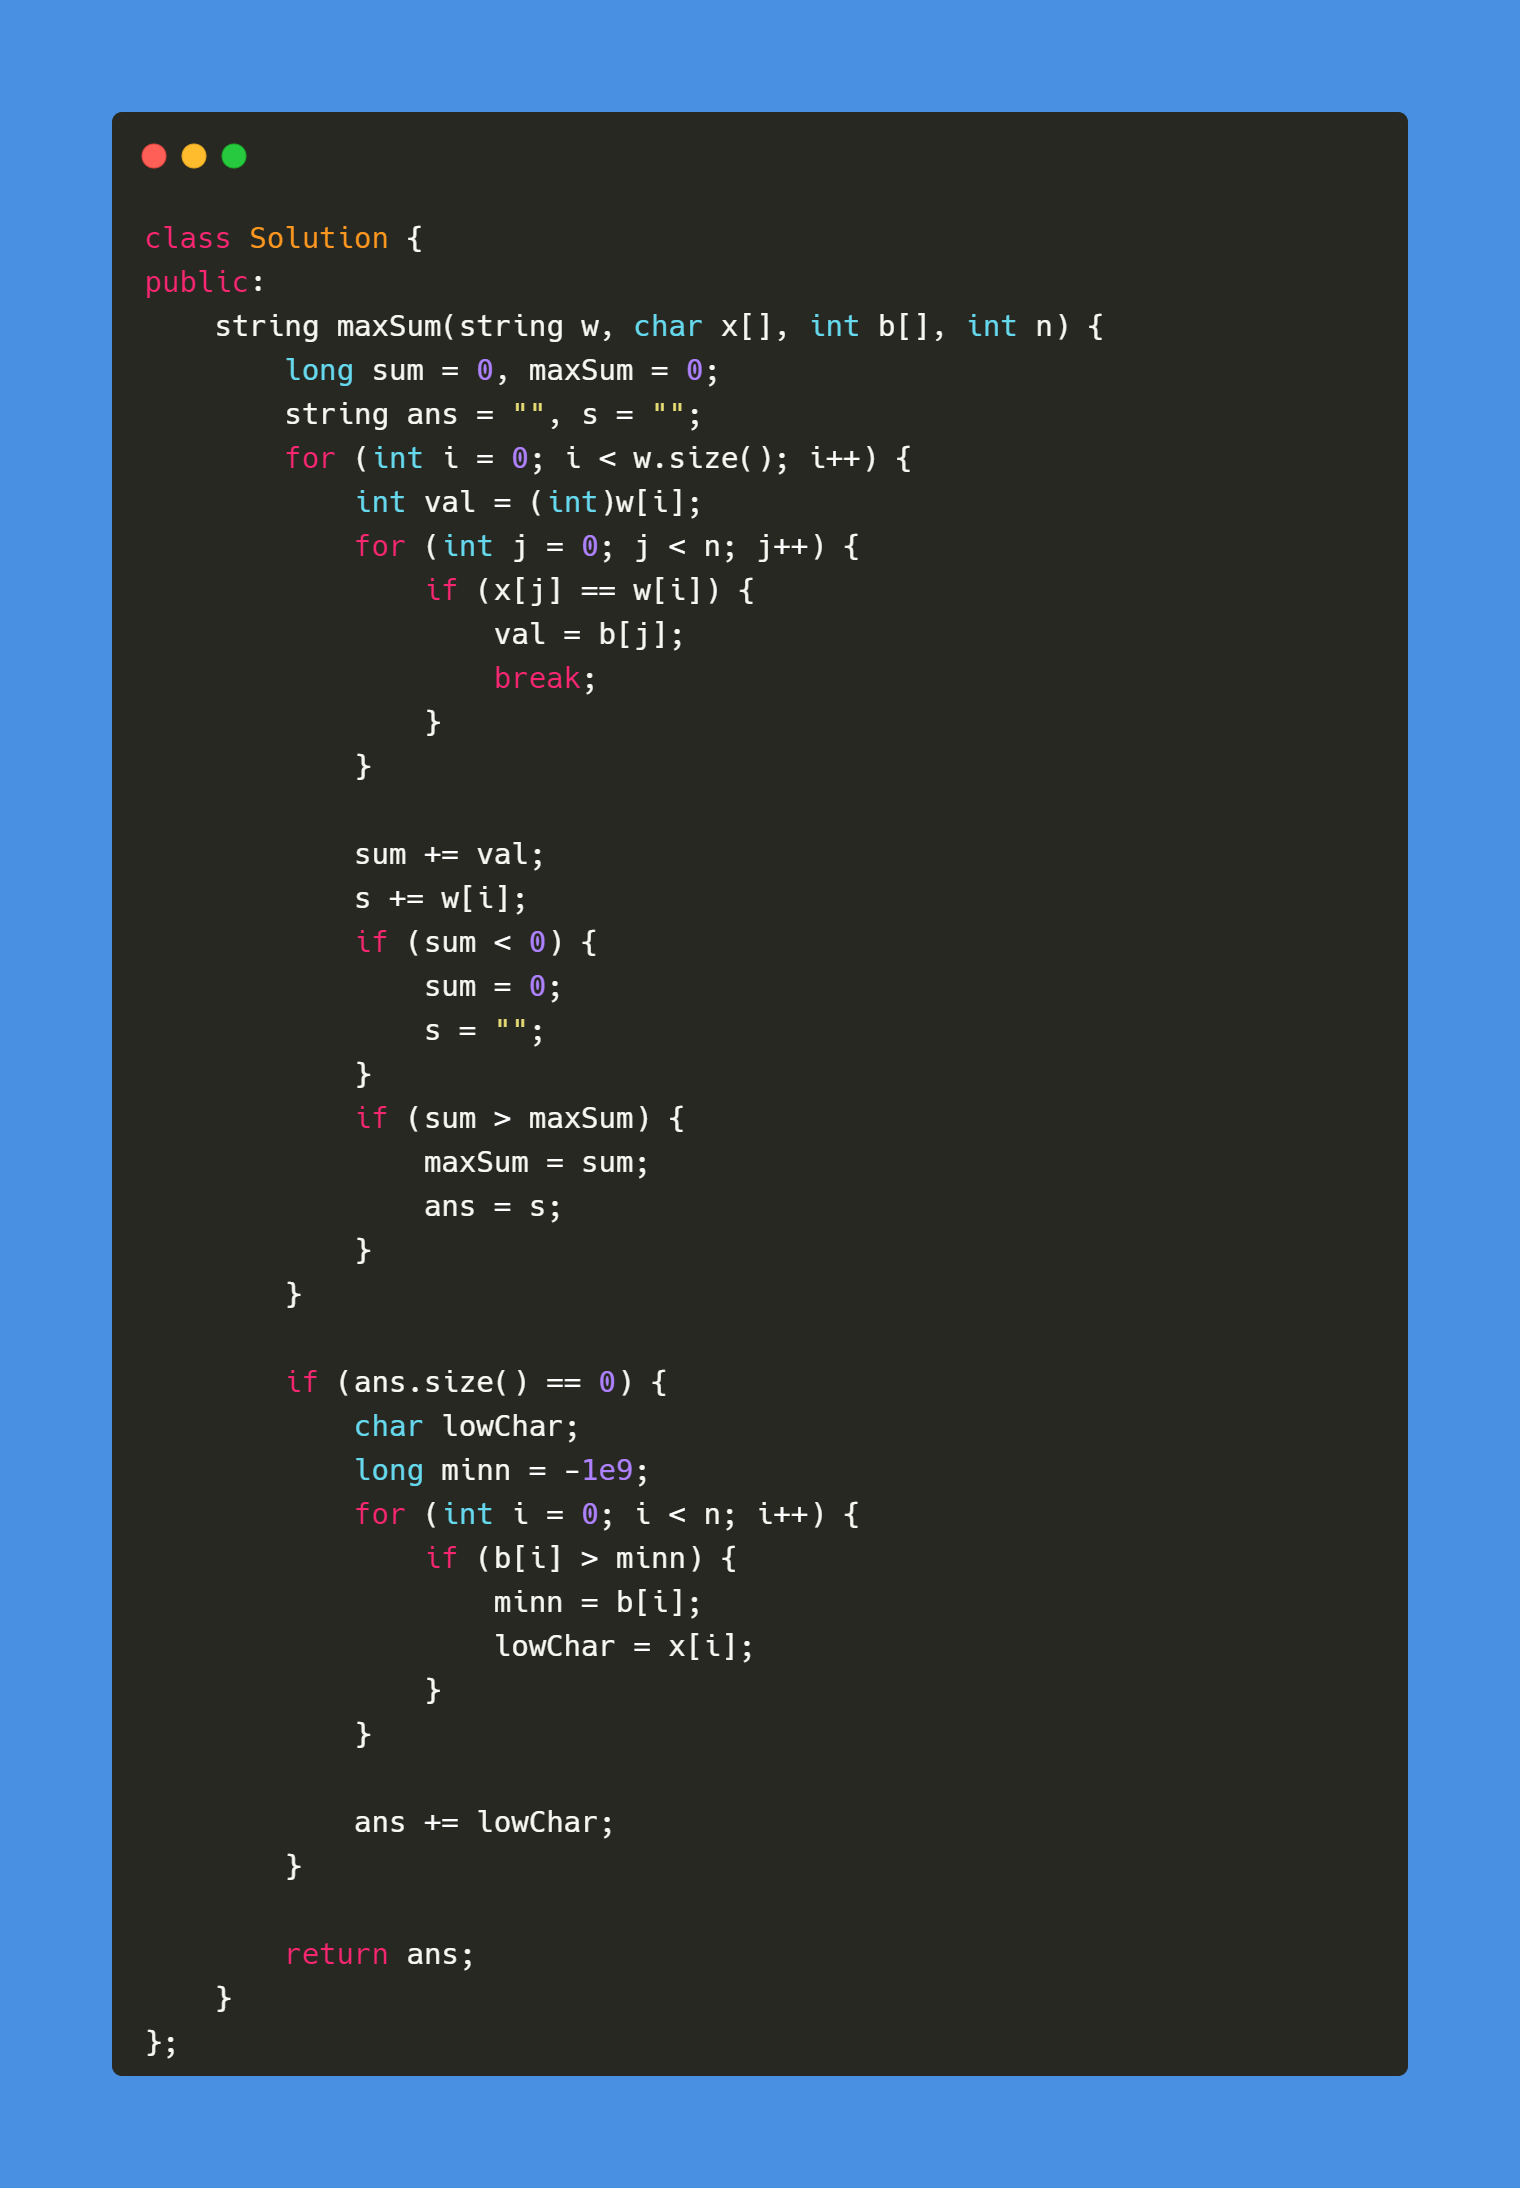 class Solution {
public:
    string maxSum(string w, char x[], int b[], int n) {
        long sum = 0, maxSum = 0;
        string ans = "", s = "";
        for (int i = 0; i < w.size(); i++) {
            int val = (int)w[i];
            for (int j = 0; j < n; j++) {
                if (x[j] == w[i]) {
                    val = b[j];
                    break;
                }
            }

            sum += val;
            s += w[i];
            if (sum < 0) {
                sum = 0;
                s = "";
            }
            if (sum > maxSum) {
                maxSum = sum;
                ans = s;
            }
        }

        if (ans.size() == 0) {
            char lowChar;
            long minn = -1e9;
            for (int i = 0; i < n; i++) {
                if (b[i] > minn) {
                    minn = b[i];
                    lowChar = x[i];
                }
            }

            ans += lowChar;
        }

        return ans;
    }
};